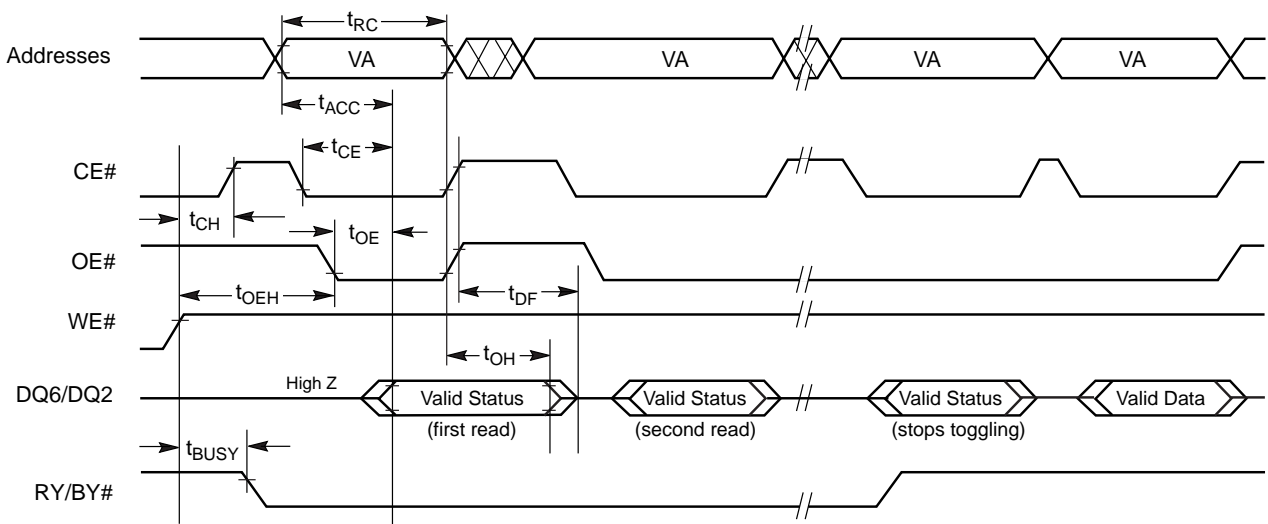 tRC
Addresses VA VA VA VA
tACC
tCE
CE#
tCH tOE
OE#
tOEH tDF
WE#
tOH
High Z
DQ6/DQ2 Valid Status Valid Status Valid Status Valid Data
(first read) (second read) (stops toggling)
tBUSY
RY/BY#